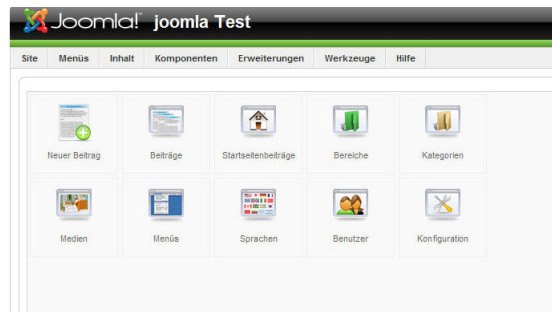 Joomla! joomla Test
Site Menüs Inhalt Komponenten Erweiterungen Werkzeuge Hilfe
Neuer Beitrag Beiträge Startseitenbeiträge Bereiche Kategorien
Medien Menüs Sprachen Benutzer Konfiguration